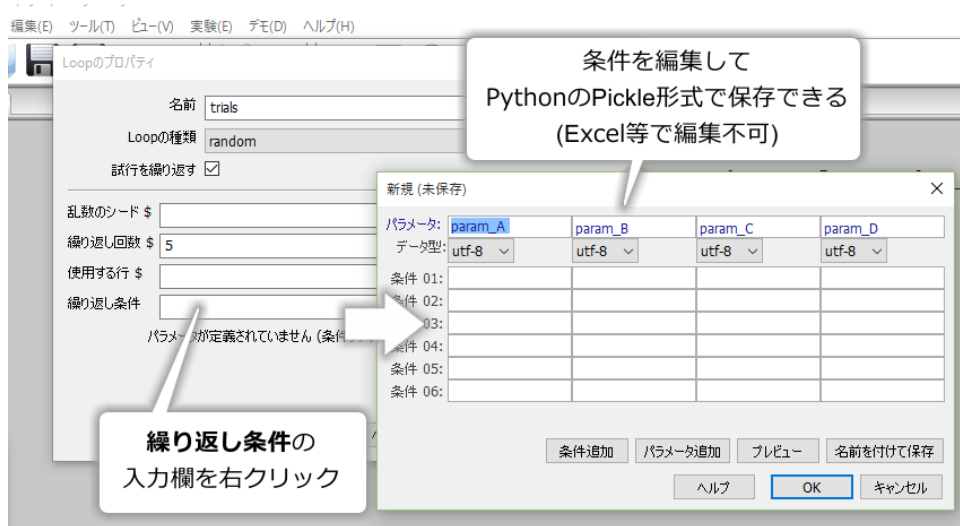 編集(E) ツール(T) ビュー(V) 実験(E) デモ(D) ヘルプ(H)
Loopのプロパティ
名前 trials
Loopの種類 random
試行を繰り返す
乱数のシード $
繰り返し回数 $ 5
使用する行 $
繰り返し条件
パラメータが定義されていません (条件
条件を編集して
PythonのPickle形式で保存できる
(Excel等で編集不可)
新規 (未保存)
パラメータ: param_A param_B param_C param_D
データ型: utf-8 utf-8 utf-8 utf-8
条件 01:
条件 02:
03:
条件 04:
条件 05:
条件 06:
条件追加 パラメータ追加 プレビュー 名前を付けて保存
ヘルプ OK キャンセル
繰り返し条件の
入力欄を右クリック